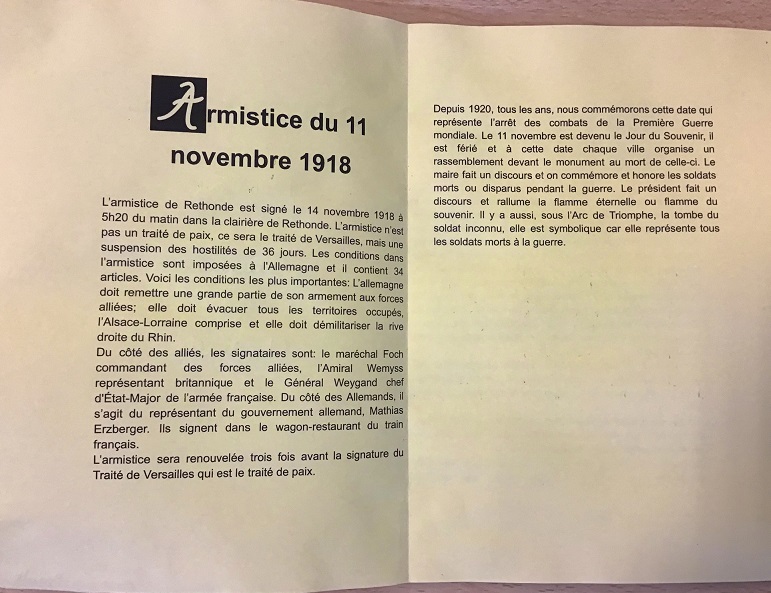 Armistice du 11
novembre 1918
L'armistice de Rethonde est signé le 14 novembre 1918 à
5h20 du matin dans la clairière de Rethonde. L'armistice n'est
pas un traité de paix, ce sera le traité de Versailles, mais une
suspension des hostilités de 36 jours. Les conditions dans
l'armistice sont imposées à l'Allemagne et il contient 34
articles. Voici les conditions les plus importantes: L'allemagne
doit remettre une grande partie de son armement aux forces
alliées; elle doit évacuer tous les territoires occupés,
l'Alsace-Lorraine comprise et elle doit démilitariser la rive
droite du Rhin.
Du côté des alliés, les signataires sont: le maréchal Foch
commandant des forces alliées, l'Amiral Wemyss
représentant britannique et le Général Weygand chef
d'État-Major de l'armée française. Du côté des Allemands, il
s'agit du représentant du gouvernement allemand, Mathias
Erzberger. Ils signent dans le wagon-restaurant du train
français.
L'armistice sera renouvelée trois fois avant la signature du
Traité de Versailles qui est le traité de paix.
Depuis 1920, tous les ans, nous commémorons cette date qui
représente l'arrêt des combats de la Première Guerre
mondiale. Le 11 novembre est devenu le Jour du Souvenir, il
est férié et à cette date chaque ville organise un
rassemblement devant le monument au mort de celle-ci. Le
maire fait un discours et on commémore et honore les soldats
morts ou disparus pendant la guerre. Le président fait un
discours et rallume la flamme éternelle ou flamme du
souvenir. Il y a aussi, sous l'Arc de Triomphe, la tombe du
soldat inconnu, elle est symbolique car elle représente tous
les soldats morts à la guerre.